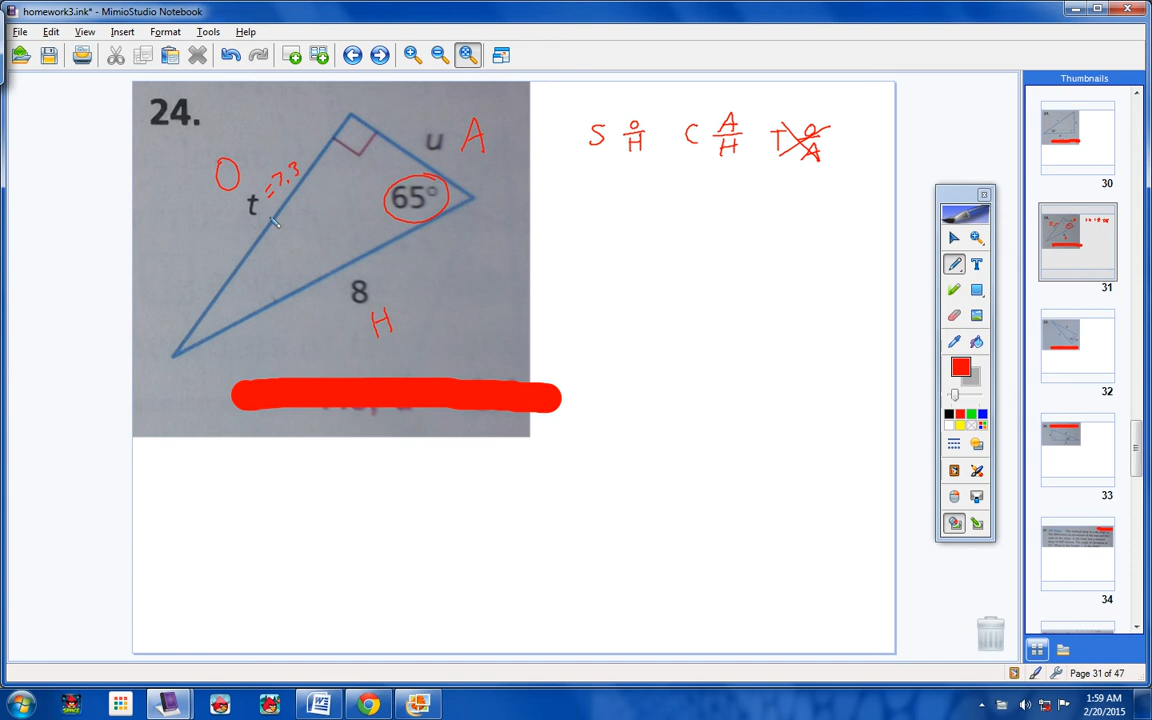 homework3.ink* - MimioStudio Notebook
File Edit View Insert Format Tools Help
Thumbnails
24.
u A
O
t =7.3
65°
8
H
S O/H C A/H T O/A
30
31
32
33
34
Page 31 of 47
1:59 AM
2/20/2015